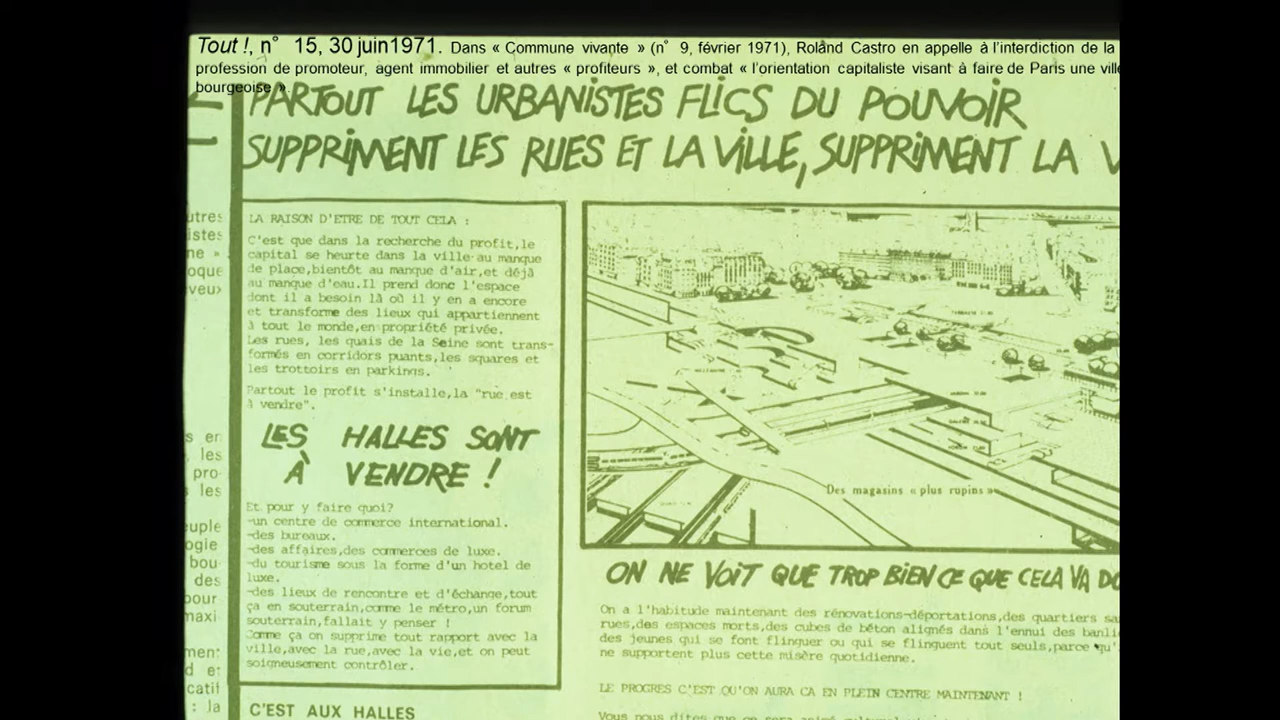 Tout !, n° 15, 30 juin1971. Dans « Commune vivante » (n° 9, février 1971), Roland Castro en appelle à l'interdiction de la
profession de promoteur, agent immobilier et autres « profiteurs », et combat « l'orientation capitaliste visant à faire de Paris une ville
bourgeoise ».
PARTOUT LES URBANISTES FLICS DU POUVOIR
SUPPRIMENT LES RUES ET LA VILLE, SUPPRIMENT LA V
LA RAISON D'ETRE DE TOUT CELA :
C'est que dans la recherche du profit,le
capital se heurte dans la ville au manque
de place,bientôt au manque d'air,et déjà
au manque d'eau.Il prend donc l'espace
dont il a besoin là où il y en a encore
et transforme des lieux qui appartiennent
à tout le monde,en propriété privée.
Les rues, les quais de la Seine sont trans-
formés en corridors puants,les squares et
les trottoirs en parkings.
Partout le profit s'installe,la "rue est
à vendre".
LES HALLES SONT
À VENDRE !
Et pour y faire quoi?
-un centre de commerce international.
-des bureaux.
-des affaires,des commerces de luxe.
-du tourisme sous la forme d'un hotel de
luxe.
-des lieux de rencontre et d'échange,tout
ça en souterrain,comme le métro,un forum
souterrain,fallait y penser !
Comme ça on supprime tout rapport avec la
ville,avec la rue,avec la vie,et on peut
soigneusement contrôler.
C'EST AUX HALLES
Des magasins « plus rupins »
ON NE VOIT QUE TROP BIEN CE QUE CELA VA DO
On a l'habitude maintenant des rénovations-déportations,des quartiers sa
rues,des espaces morts,des cubes de béton alignés dans l'ennui des banli
des jeunes qui se font flinguer ou qui se flinguent tout seuls,parce qu'
ne supportent plus cette misère quotidienne.
LE PROGRES C'EST QU'ON AURA CA EN PLEIN CENTRE MAINTENANT !
Vous nous dites que ce sera animé